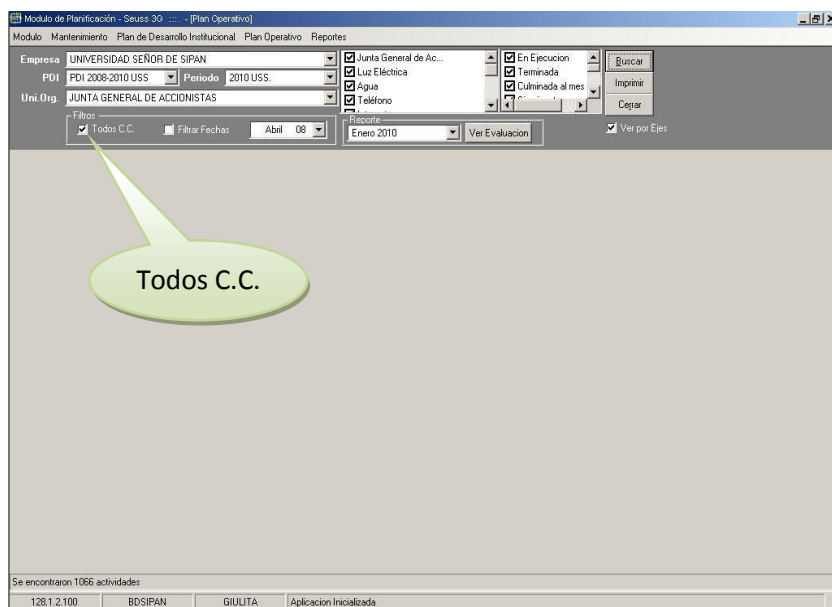 Modulo de Planificación - Seuss 3G .:::.. - [Plan Operativo]
Modulo Mantenimiento Plan de Desarrollo Institucional Plan Operativo Reportes
Empresa UNIVERSIDAD SEÑOR DE SIPAN
PDI PDI 2008-2010 USS Periodo 2010 USS.
Uni.Org. JUNTA GENERAL DE ACCIONISTAS
Filtros
Todos C.C. Filtrar Fechas Abril 08
Junta General de Ac...
Luz Eléctrica
Agua
Teléfono
En Ejecucion
Terminada
Culminada al mes
Reporte
Enero 2010 Ver Evaluacion
Buscar
Imprimir
Cerrar
Ver por Ejes
Todos C.C.
Se encontraron 1066 actividades
128.1.2.100 BDSIPAN GIULITA Aplicacion Inicializada